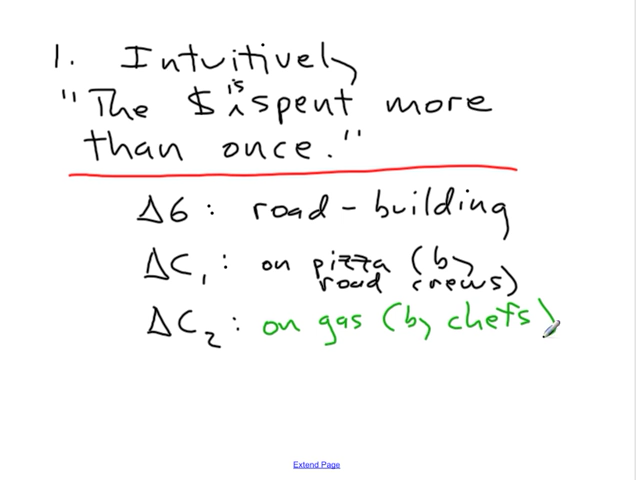 1. Intuitively
"The $ is spent more
than once."
ΔG: road-building
ΔC1: on pizza (by
road crews)
ΔC2: on gas (by chefs)
Extend Page